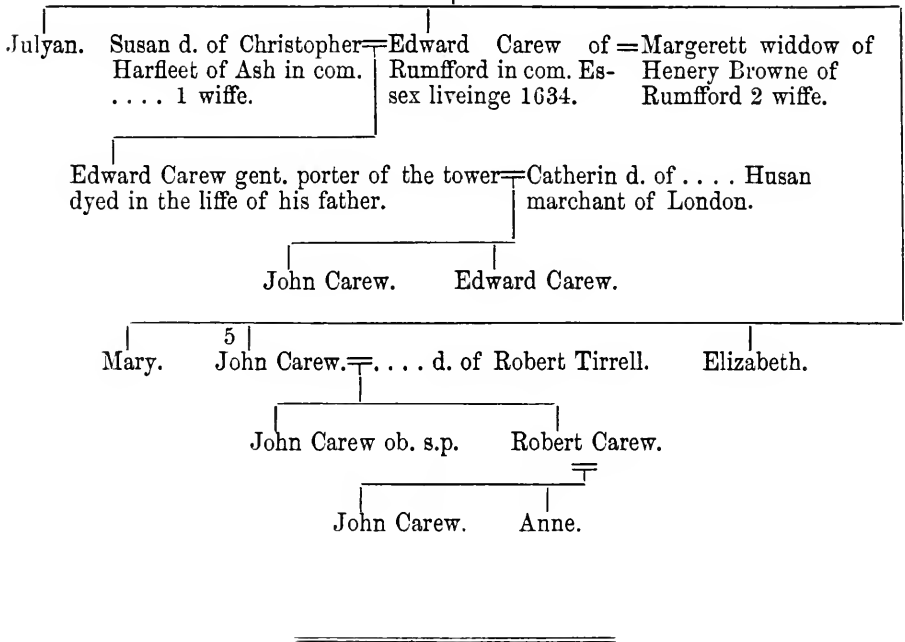 Julyan. Susan d. of Christopher=Edward Carew of=Margerett widdow of
Harfleet of Ash in com. Rumfford in com. Es- Henery Browne of
. . . . 1 wiffe. sex liveinge 1634. Rumfford 2 wiffe.
Edward Carew gent. porter of the tower=Catherin d. of . . . . Husan
dyed in the liffe of his father. marchant of London.
John Carew. Edward Carew.
5
Mary. John Carew.=. . . . d. of Robert Tirrell. Elizabeth.
John Carew ob. s.p. Robert Carew.
=
John Carew. Anne.